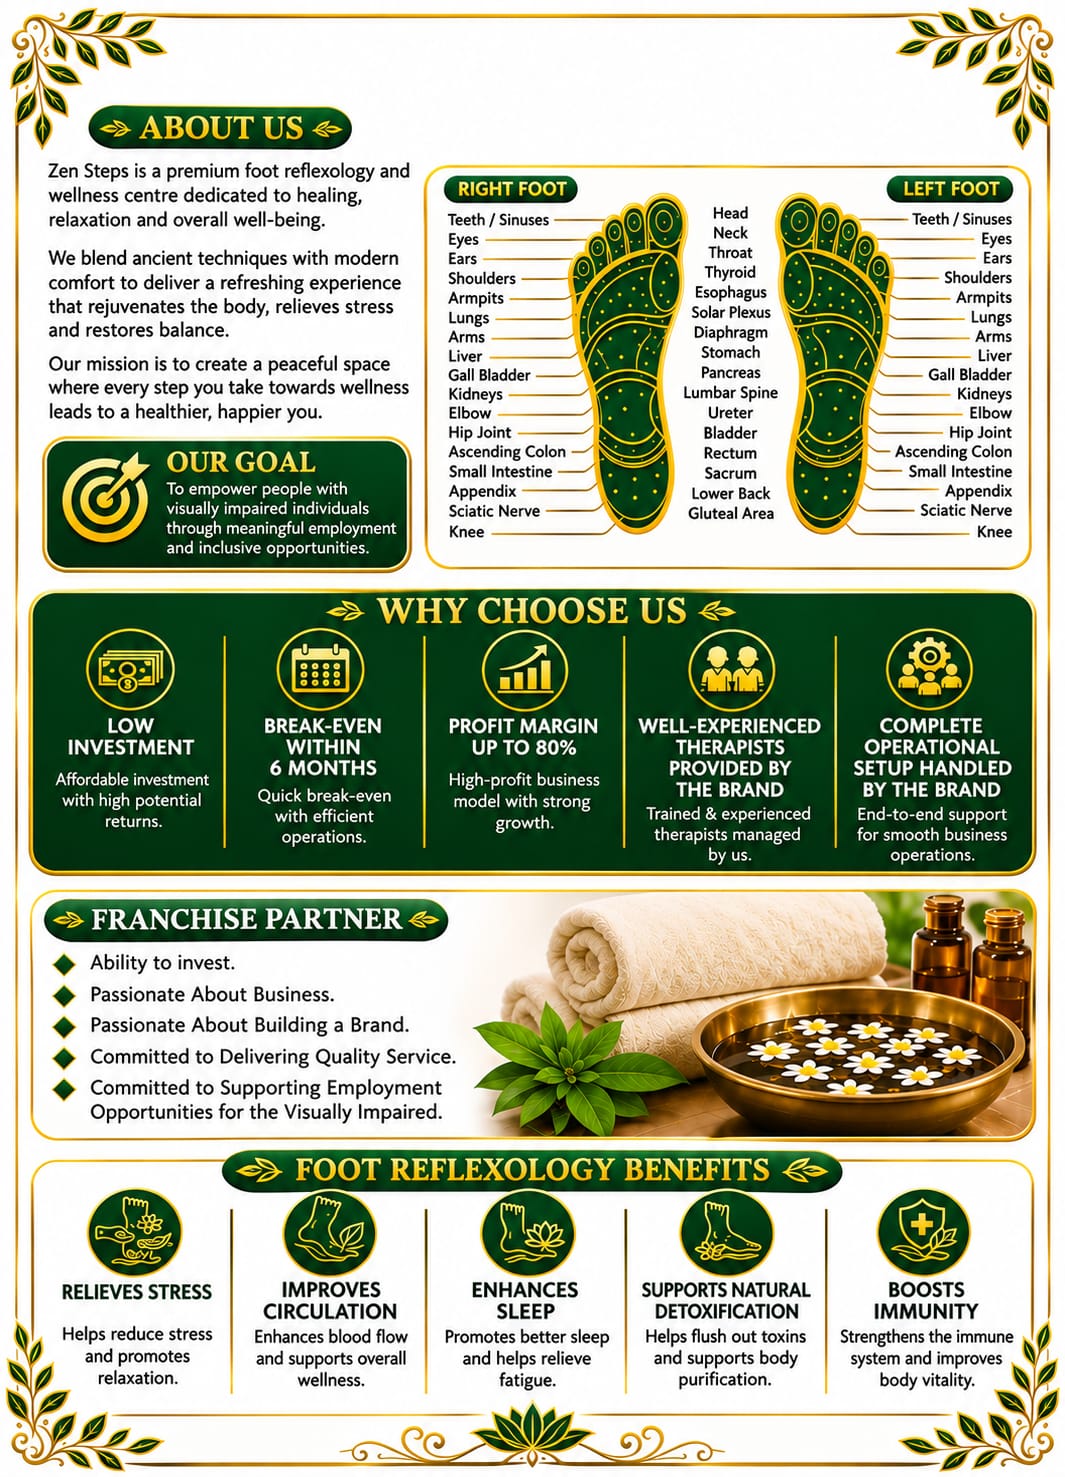 ABOUT US
Zen Steps is a premium foot reflexology and
wellness centre dedicated to healing,
relaxation and overall well-being.
We blend ancient techniques with modern
comfort to deliver a refreshing experience
that rejuvenates the body, relieves stress
and restores balance.
Our mission is to create a peaceful space
where every step you take towards wellness
leads to a healthier, happier you.
OUR GOAL
To empower people with
visually impaired individuals
through meaningful employment
and inclusive opportunities.
RIGHT FOOT
Teeth / Sinuses
Eyes
Ears
Shoulders
Armpits
Lungs
Arms
Liver
Gall Bladder
Kidneys
Elbow
Hip Joint
Ascending Colon
Small Intestine
Appendix
Sciatic Nerve
Knee
Head
Neck
Throat
Thyroid
Esophagus
Solar Plexus
Diaphragm
Stomach
Pancreas
Lumbar Spine
Ureter
Bladder
Rectum
Sacrum
Lower Back
Gluteal Area
LEFT FOOT
Teeth / Sinuses
Eyes
Ears
Shoulders
Armpits
Lungs
Arms
Liver
Gall Bladder
Kidneys
Elbow
Hip Joint
Ascending Colon
Small Intestine
Appendix
Sciatic Nerve
Knee
WHY CHOOSE US
LOW
INVESTMENT
Affordable investment
with high potential
returns.
BREAK-EVEN
WITHIN
6 MONTHS
Quick break-even
with efficient
operations.
PROFIT MARGIN
UP TO 80%
High-profit business
model with strong
growth.
WELL-EXPERIENCED
THERAPISTS
PROVIDED BY
THE BRAND
Trained & experienced
therapists managed
by us.
COMPLETE
OPERATIONAL
SETUP HANDLED
BY THE BRAND
End-to-end support
for smooth business
operations.
FRANCHISE PARTNER
Ability to invest.
Passionate About Business.
Passionate About Building a Brand.
Committed to Delivering Quality Service.
Committed to Supporting Employment
Opportunities for the Visually Impaired.
FOOT REFLEXOLOGY BENEFITS
RELIEVES STRESS
Helps reduce stress
and promotes
relaxation.
IMPROVES
CIRCULATION
Enhances blood flow
and supports overall
wellness.
ENHANCES
SLEEP
Promotes better sleep
and helps relieve
fatigue.
SUPPORTS NATURAL
DETOXIFICATION
Helps flush out toxins
and supports body
purification.
BOOSTS
IMMUNITY
Strengthens the immune
system and improves
body vitality.